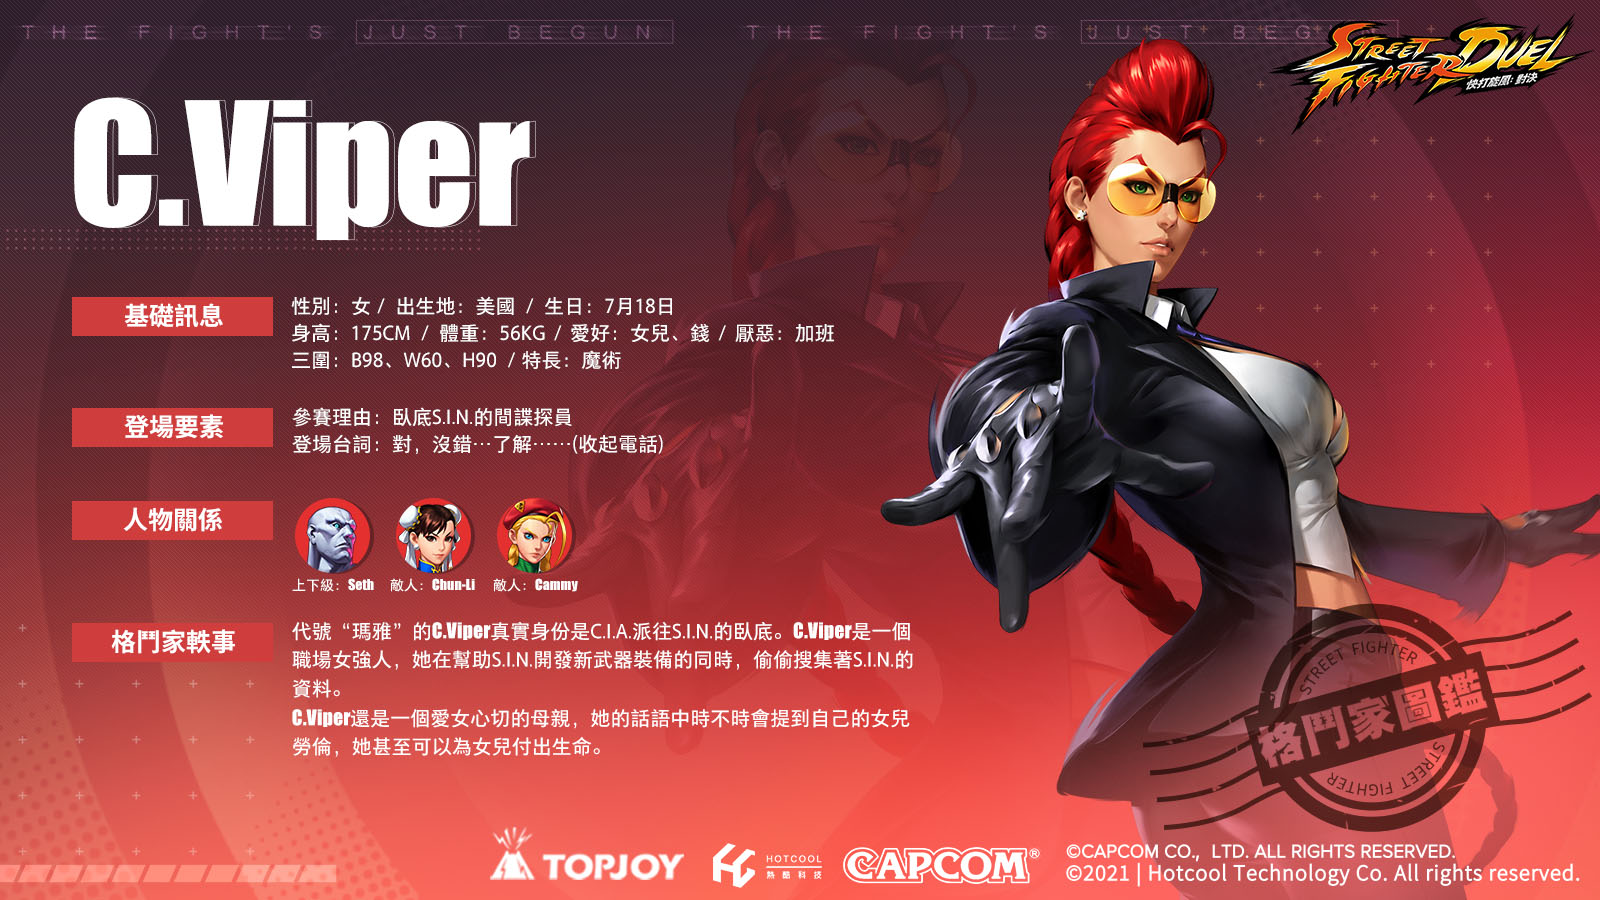 THE FIGHT'S JUST BEGUN THE FIGHT'S JUST BEG
STREET FIGHTER DUEL
快打旋風:對決
C.Viper
基礎訊息
性別：女 / 出生地：美國 / 生日：7月18日
身高：175CM / 體重：56KG / 愛好：女兒、錢 / 厭惡：加班
三圍：B98、W60、H90 / 特長：魔術
登場要素
參賽理由：臥底S.I.N.的間諜探員
登場台詞：對，沒錯…了解……(收起電話)
人物關係
上下級：Seth 敵人：Chun-Li 敵人：Cammy
格鬥家軼事
代號“瑪雅”的C.Viper真實身份是C.I.A.派往S.I.N.的臥底。C.Viper是一個
職場女強人，她在幫助S.I.N.開發新武器裝備的同時，偷偷搜集著S.I.N.的
資料。
C.Viper還是一個愛女心切的母親，她的話語中時不時會提到自己的女兒
勞倫，她甚至可以為女兒付出生命。
STREET FIGHTER
格鬥家圖鑑
STREET FIGHTER
TOPJOY
HOTCOOL
熱酷科技
CAPCOM®
©CAPCOM CO., LTD. ALL RIGHTS RESERVED.
©2021 | Hotcool Technology Co. All rights reserved.